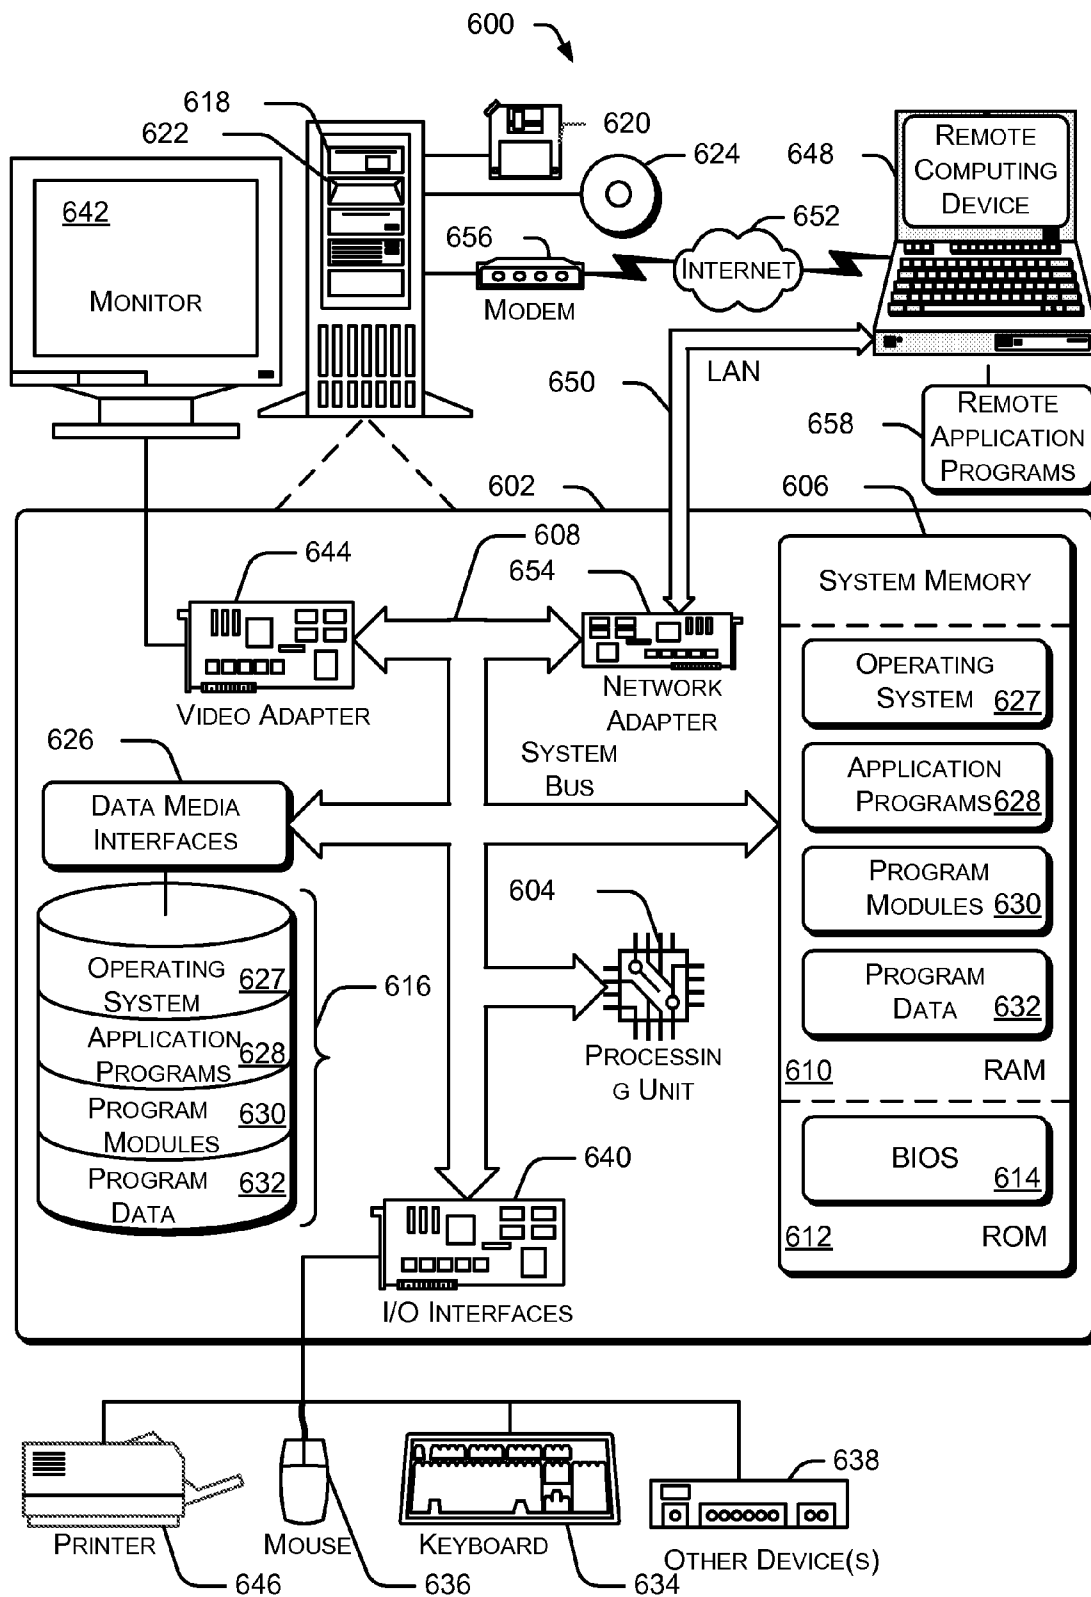 600
618
622
620
624
648
REMOTE
COMPUTING
DEVICE
642
652
656
MONITOR
INTERNET
MODEM
LAN
650
658
REMOTE
APPLICATION
PROGRAMS
602
606
608
644
654
SYSTEM MEMORY
OPERATING
SYSTEM 627
NETWORK
ADAPTER
VIDEO ADAPTER
626
SYSTEM
BUS
APPLICATION
PROGRAMS 628
DATA MEDIA
INTERFACES
PROGRAM
MODULES 630
604
OPERATING
SYSTEM 627
616
PROGRAM
DATA 632
APPLICATION
PROGRAMS 628
PROCESSIN
G UNIT
610 RAM
PROGRAM
MODULES 630
640
BIOS 614
PROGRAM
DATA 632
612 ROM
I/O INTERFACES
638
PRINTER
MOUSE
KEYBOARD
OTHER DEVICE(S)
646
636
634